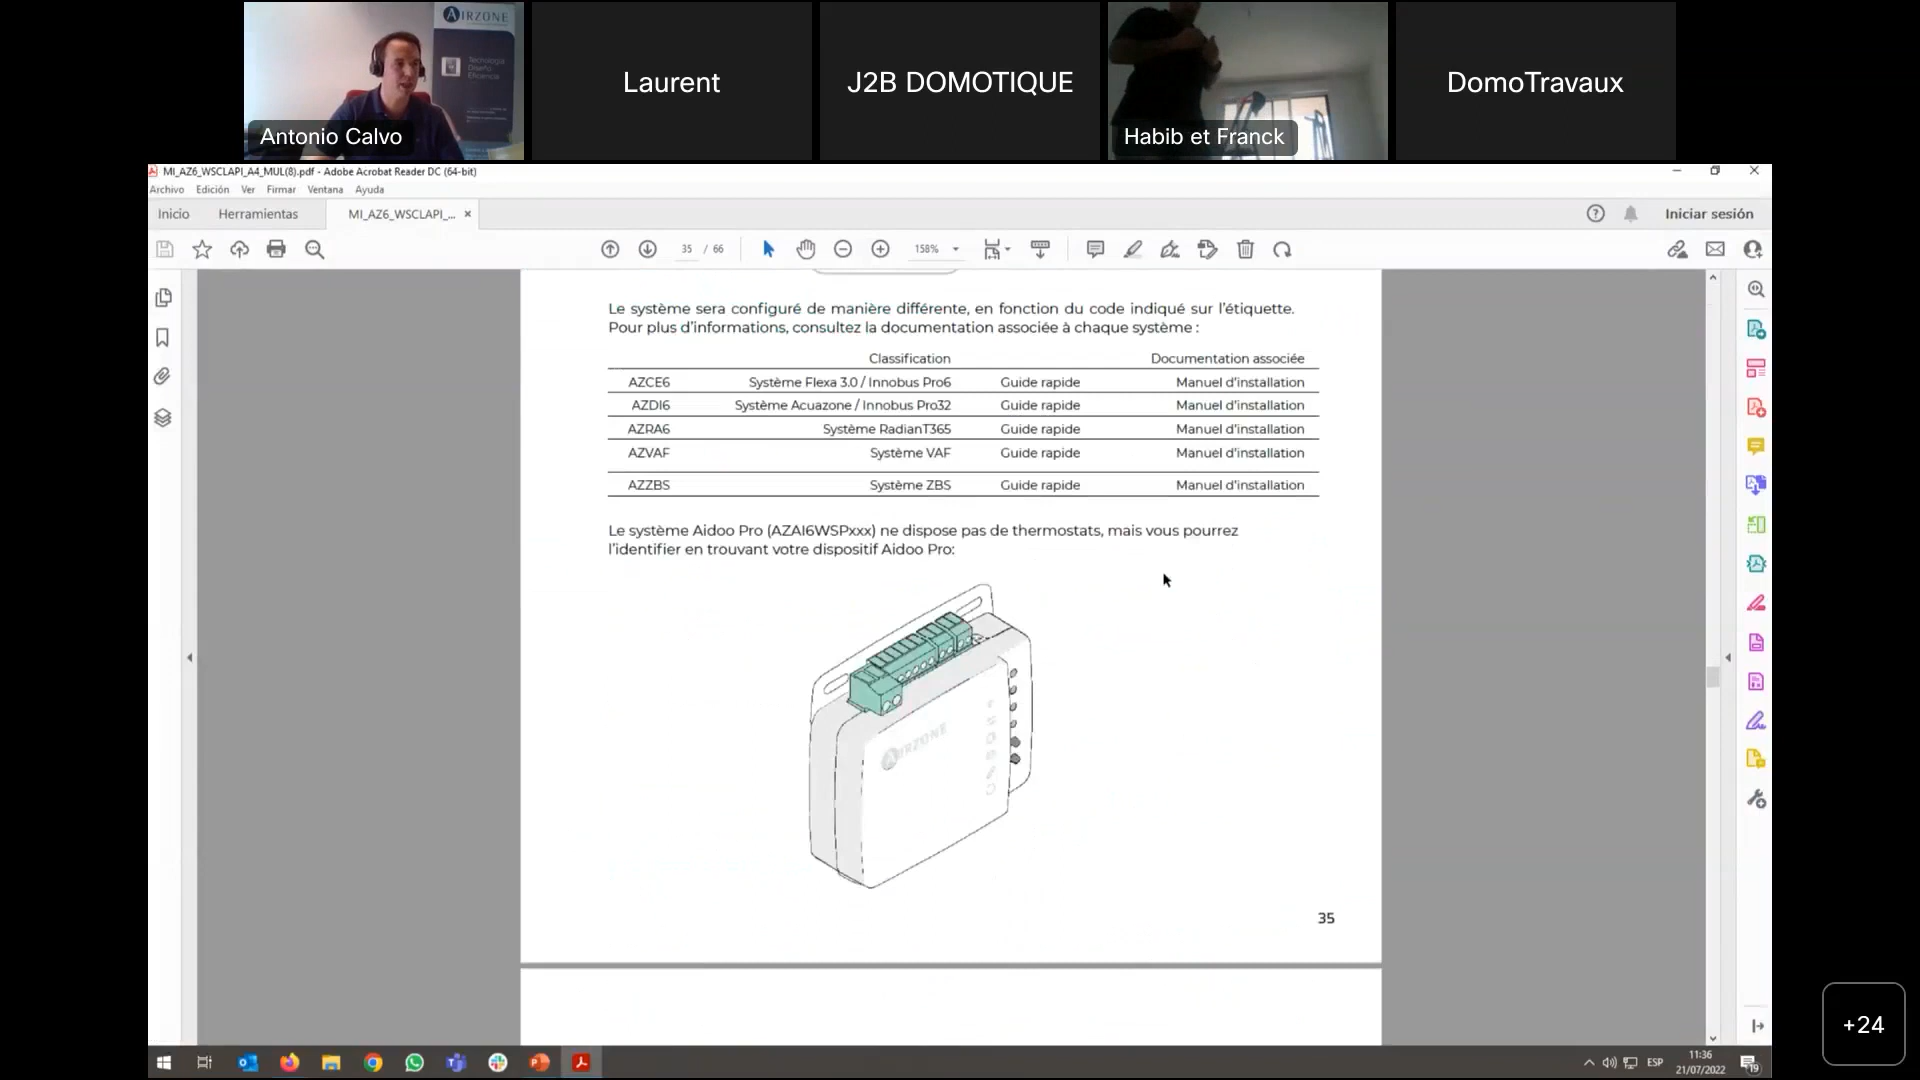 AIRZONE
Tecnología
Diseño
Eficiencia
Antonio Calvo
Laurent
J2B DOMOTIQUE
Habib et Franck
DomoTravaux
MI_AZ6_WSCLAPI_A4_MUL(8).pdf - Adobe Acrobat Reader DC (64-bit)
Archivo Edición Ver Firmar Ventana Ayuda
Inicio Herramientas MI_AZ6_WSCLAPI_... × Iniciar sesión
35 / 66 158%
Le système sera configuré de manière différente, en fonction du code indiqué sur l'étiquette.
Pour plus d'informations, consultez la documentation associée à chaque système :
Classification Documentation associée
AZCE6 Système Flexa 3.0 / Innobus Pro6 Guide rapide Manuel d'installation
AZDI6 Système Acuazone / Innobus Pro32 Guide rapide Manuel d'installation
AZRA6 Système RadianT365 Guide rapide Manuel d'installation
AZVAF Système VAF Guide rapide Manuel d'installation
AZZBS Système ZBS Guide rapide Manuel d'installation
Le système Aidoo Pro (AZAI6WSPxxx) ne dispose pas de thermostats, mais vous pourrez
l'identifier en trouvant votre dispositif Aidoo Pro:
AIRZONE
35
+24
ESP
11:36
21/07/2022
19